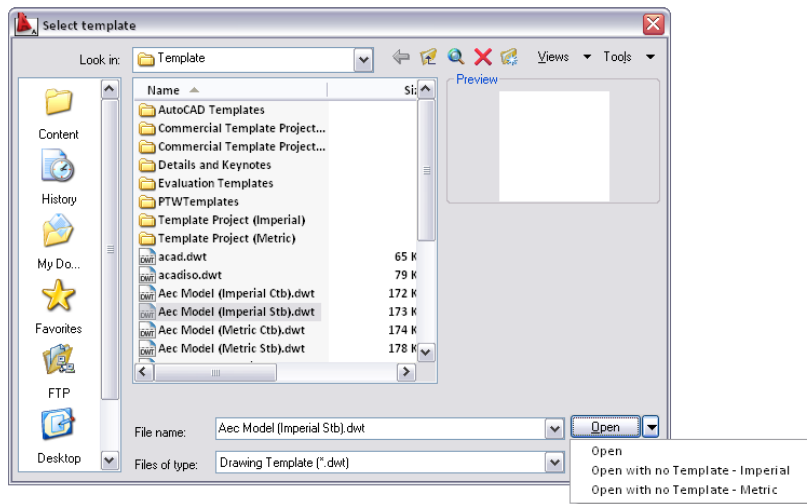 Select template
Look in: Template Views Tools
Name Si
Preview
AutoCAD Templates
Commercial Template Project...
Commercial Template Project...
Details and Keynotes
Evaluation Templates
PTWTemplates
Template Project (Imperial)
Template Project (Metric)
acad.dwt 65 K
acadiso.dwt 79 K
Aec Model (Imperial Ctb).dwt 172 K
Aec Model (Imperial Stb).dwt 173 K
Aec Model (Metric Ctb).dwt 174 K
Aec Model (Metric Stb).dwt 178 K
Content
History
My Do...
Favorites
FTP
Desktop
File name: Aec Model (Imperial Stb).dwt Open
Files of type: Drawing Template (*.dwt)
Open
Open with no Template - Imperial
Open with no Template - Metric